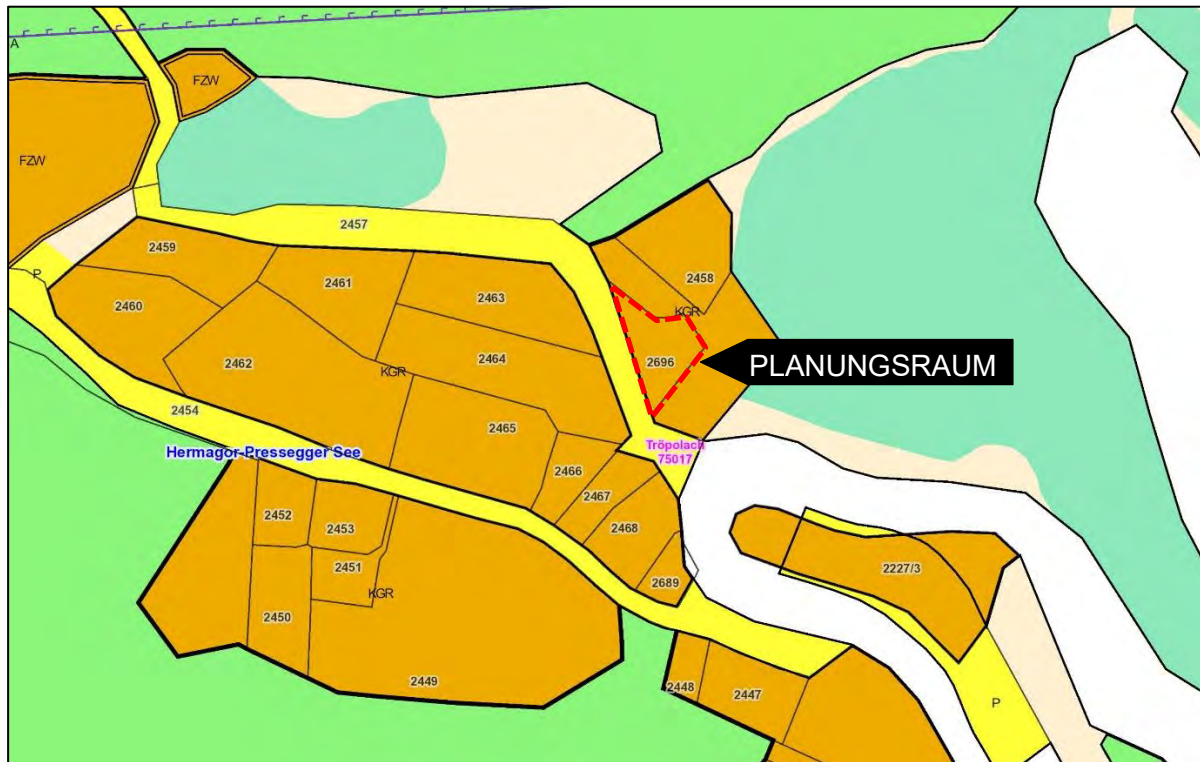 A
FZW
FZW
2457
2459
2461
2458
P
2460
2463
KGR
2464
2462
2696
PLANUNGSRAUM
KGR
2454
2465
Hermagor-Pressegger See
Tröpolach
75017
2466
2467
2452
2453
2468
2451
2227/3
2689
KGR
2450
2449
2448
2447
P